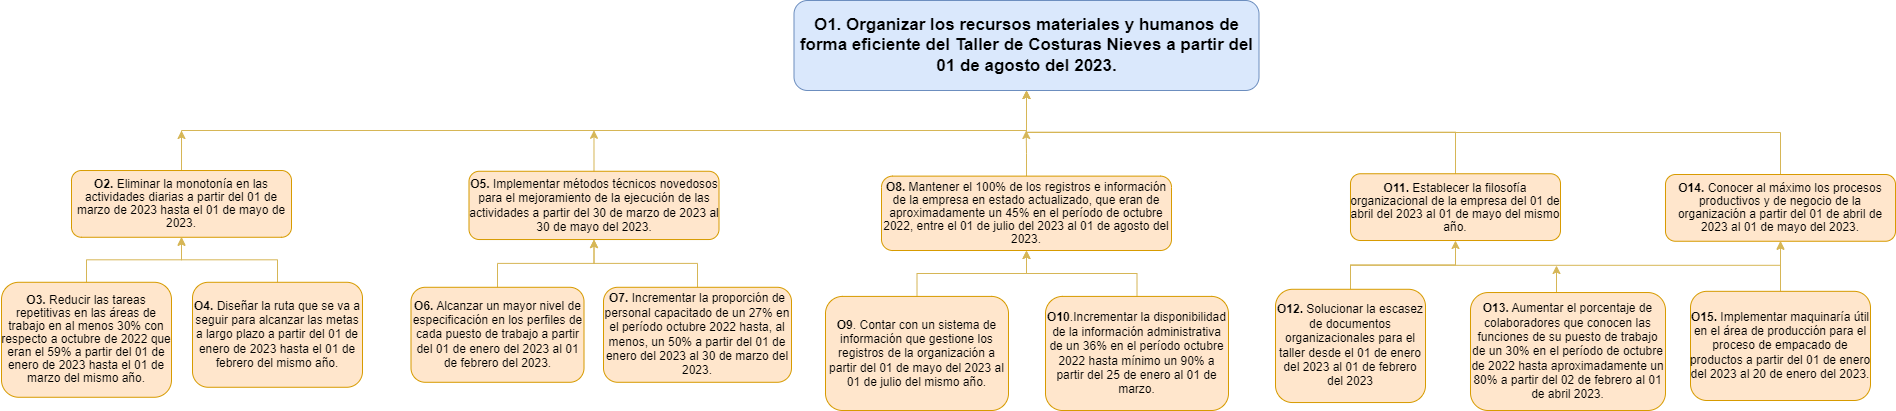 O1. Organizar los recursos materiales y humanos de
forma eficiente del Taller de Costuras Nieves a partir del
01 de agosto del 2023.
O2. Eliminar la monotonía en las
actividades diarias a partir del 01 de
marzo de 2023 hasta el 01 de mayo de
2023.
O5. Implementar métodos técnicos novedosos
para el mejoramiento de la ejecución de las
actividades a partir del 30 de marzo de 2023 al
30 de mayo del 2023.
O8. Mantener el 100% de los registros e información
de la empresa en estado actualizado, que eran de
aproximadamente un 45% en el período de octubre
2022, entre el 01 de julio del 2023 al 01 de agosto del
2023.
O11. Establecer la filosofía
organizacional de la empresa del 01 de
abril del 2023 al 01 de mayo del mismo
año.
O14. Conocer al máximo los procesos
productivos y de negocio de la
organización a partir del 01 de abril de
2023 al 01 de mayo del 2023.
O3. Reducir las tareas
repetitivas en las áreas de
trabajo en al menos 30% con
respecto a octubre de 2022 que
eran el 59% a partir del 01 de
enero de 2023 hasta el 01 de
marzo del mismo año.
O4. Diseñar la ruta que se va a
seguir para alcanzar las metas
a largo plazo a partir del 01 de
enero de 2023 hasta el 01 de
febrero del mismo año.
O6. Alcanzar un mayor nivel de
especificación en los perfiles de
cada puesto de trabajo a partir
del 01 de enero del 2023 al 01
de febrero del 2023.
O7. Incrementar la proporción de
personal capacitado de un 27% en
el período octubre 2022 hasta, al
menos, un 50% a partir del 01 de
enero del 2023 al 30 de marzo del
2023.
O9. Contar con un sistema de
información que gestione los
registros de la organización a
partir del 01 de mayo del 2023 al
01 de julio del mismo año.
O10.Incrementar la disponibilidad
de la información administrativa
de un 36% en el período octubre
2022 hasta mínimo un 90% a
partir del 25 de enero al 01 de
marzo.
O12. Solucionar la escasez
de documentos
organizacionales para el
taller desde el 01 de enero
del 2023 al 01 de febrero
del 2023
O13. Aumentar el porcentaje de
colaboradores que conocen las
funciones de su puesto de trabajo
de un 30% en el período de octubre
de 2022 hasta aproximadamente un
80% a partir del 02 de febrero al 01
de abril 2023.
O15. Implementar maquinaría útil
en el área de producción para el
proceso de empacado de
productos a partir del 01 de enero
del 2023 al 20 de enero del 2023.